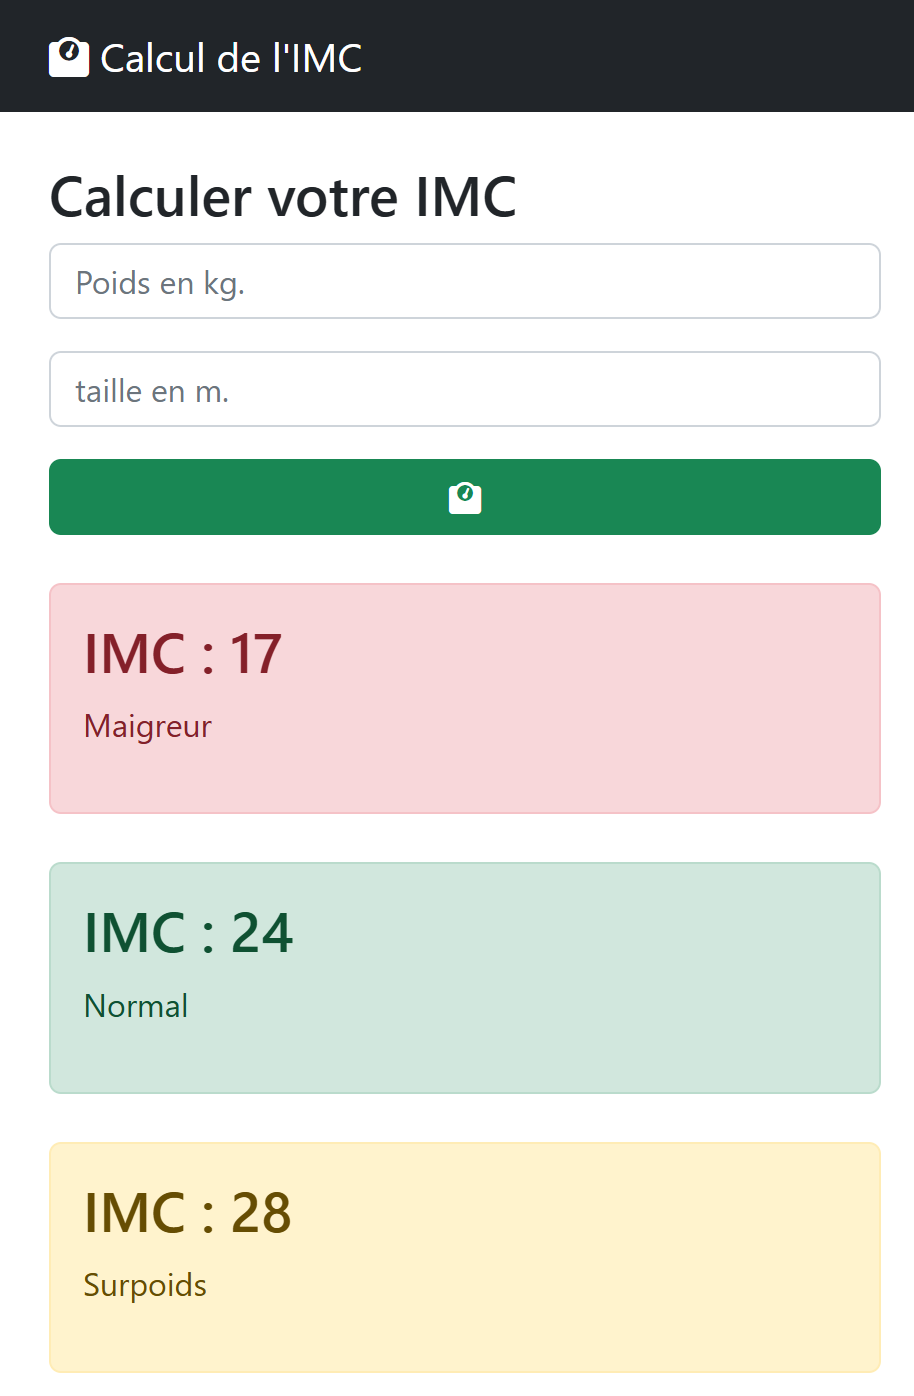 Calcul de l'IMC
Calculer votre IMC
Poids en kg.
taille en m.
IMC : 17
Maigreur
IMC : 24
Normal
IMC : 28
Surpoids